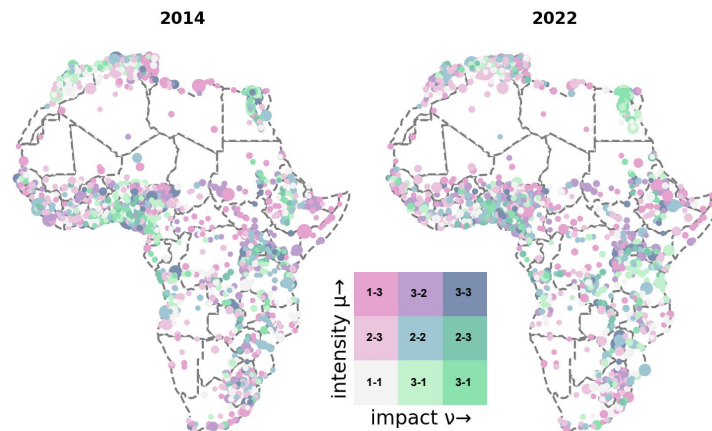 2014 2022
1-3 3-2 3-3
2-3 2-2 2-3
1-1 3-1 3-1
intensity μ→
impact ν→